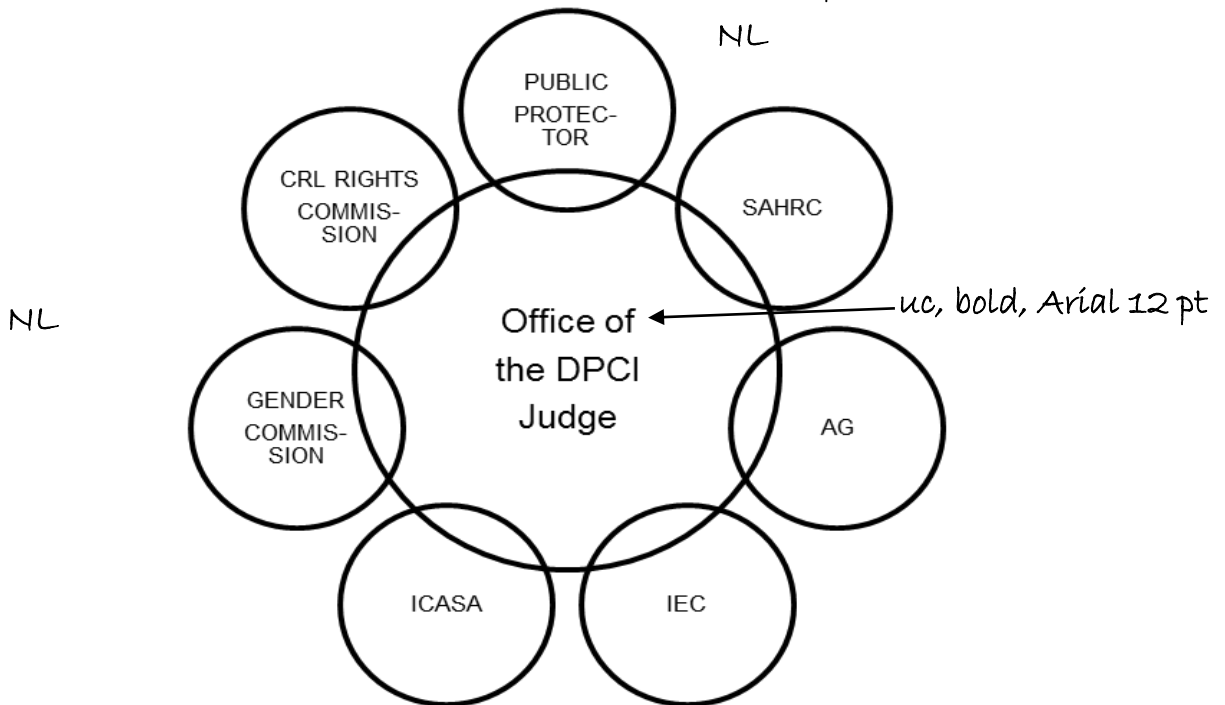 NL
PUBLIC
PROTEC-
TOR
CRL RIGHTS
COMMIS-
SION
SAHRC
uc, bold, Arial 12 pt
NL
Office of
the DPCI
Judge
GENDER
COMMIS-
SION
AG
ICASA
IEC